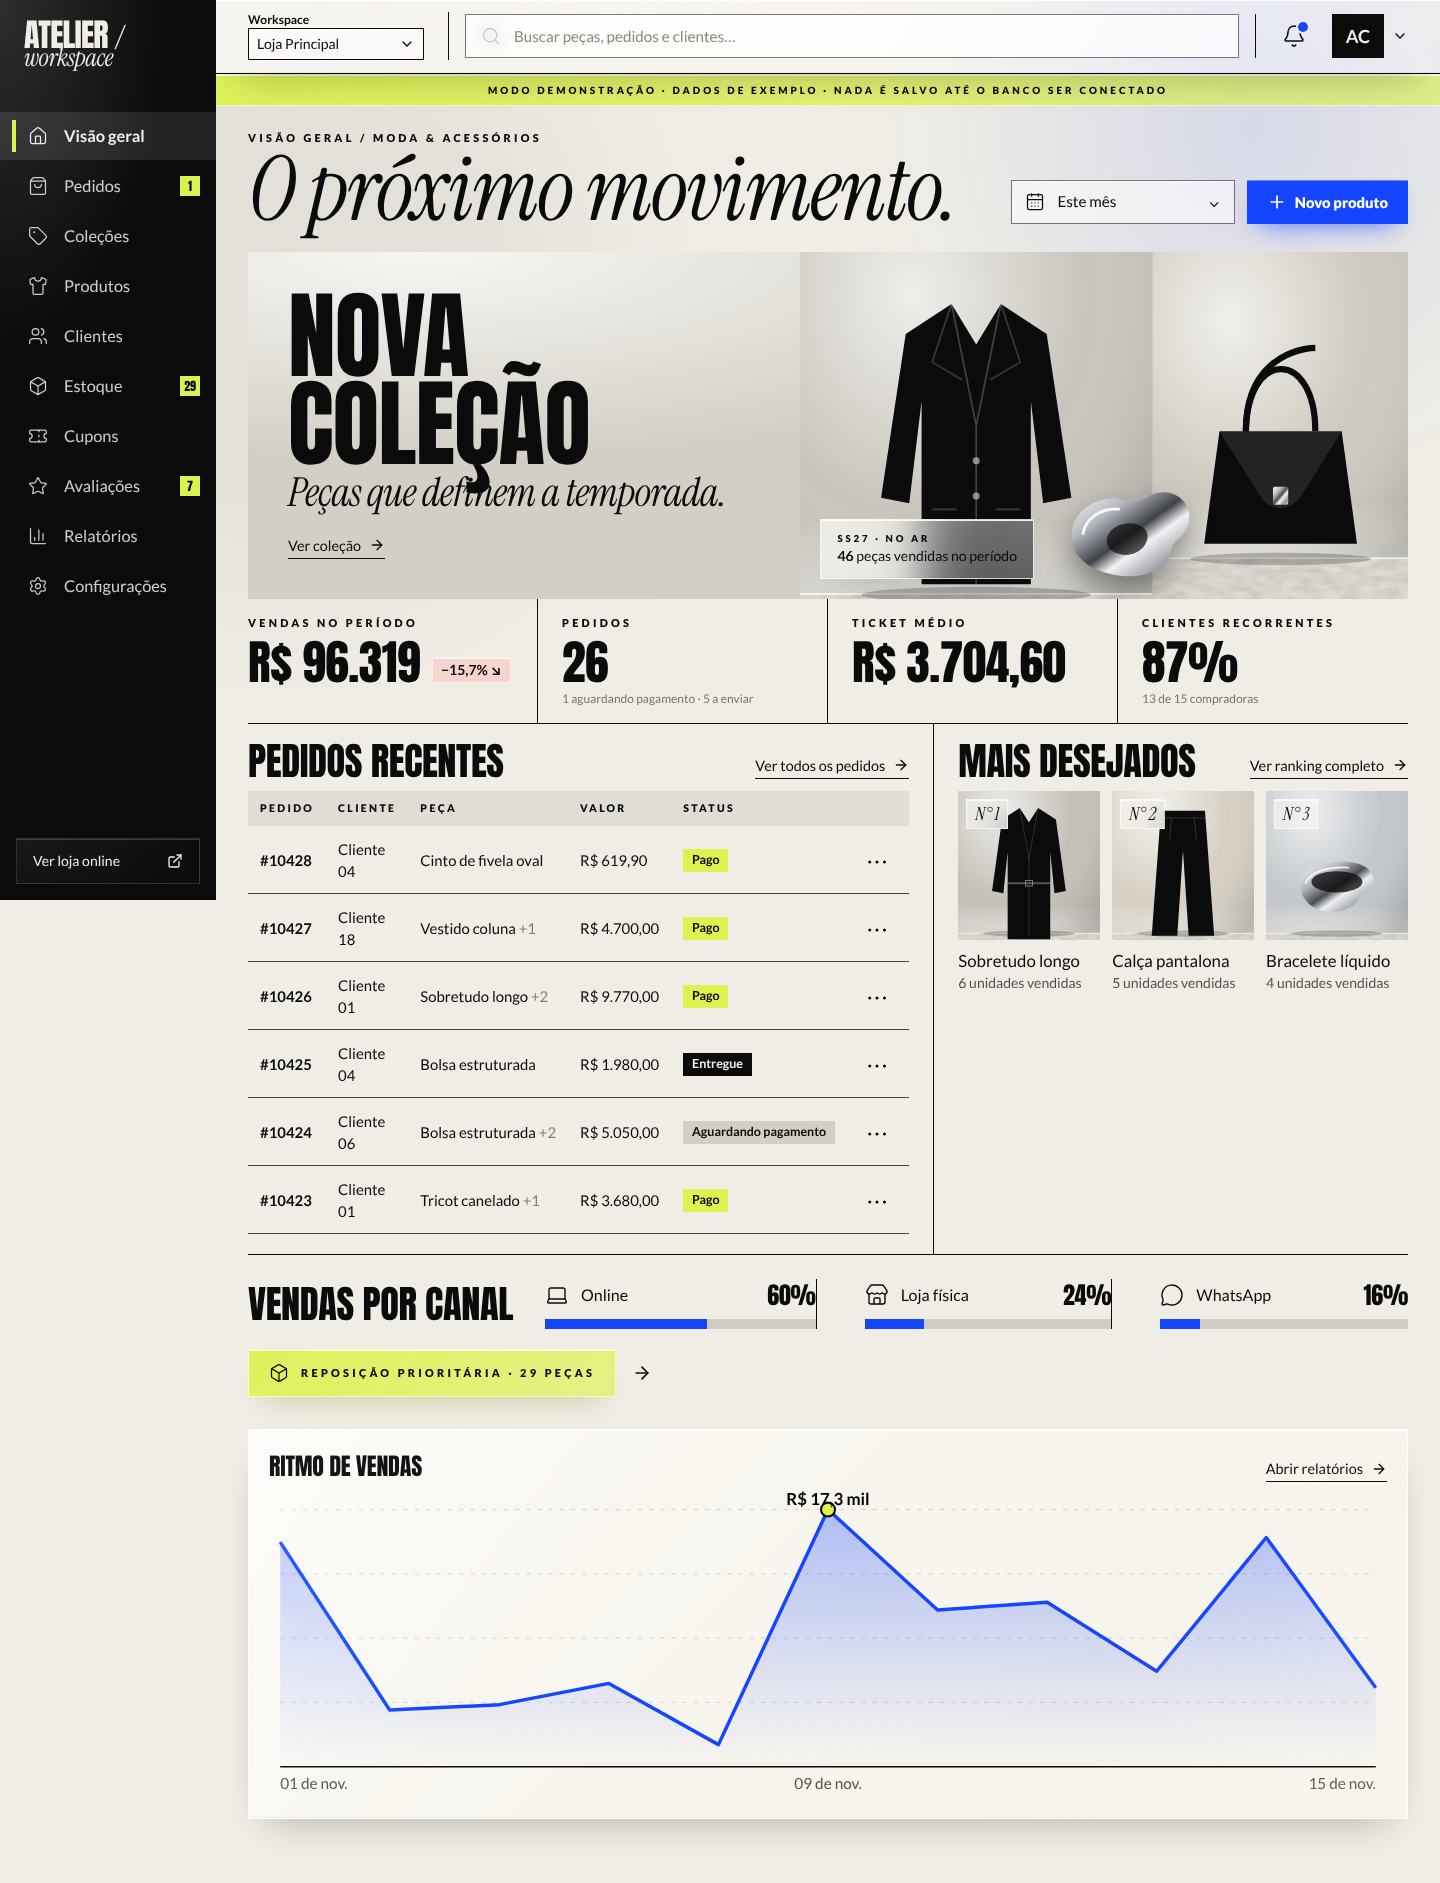 ATELIER /
workspace
Visão geral
Pedidos 1
Coleções
Produtos
Clientes
Estoque 29
Cupons
Avaliações 7
Relatórios
Configurações
Ver loja online
Workspace
Loja Principal
Buscar peças, pedidos e clientes...
AC
MODO DEMONSTRAÇÃO · DADOS DE EXEMPLO · NADA É SALVO ATÉ O BANCO SER CONECTADO
VISÃO GERAL / MODA & ACESSÓRIOS
O próximo movimento.
Este mês
Novo produto
NOVA
COLEÇÃO
Peças que definem a temporada.
Ver coleção
SS27 · NO AR
46 peças vendidas no período
VENDAS NO PERÍODO
R$ 96.319 −15,7%
PEDIDOS
26
1 aguardando pagamento · 5 a enviar
TICKET MÉDIO
R$ 3.704,60
CLIENTES RECORRENTES
87%
13 de 15 compradoras
PEDIDOS RECENTES
Ver todos os pedidos
PEDIDO CLIENTE PEÇA VALOR STATUS
#10428 Cliente 04 Cinto de fivela oval R$ 619,90 Pago
#10427 Cliente 18 Vestido coluna +1 R$ 4.700,00 Pago
#10426 Cliente 01 Sobretudo longo +2 R$ 9.770,00 Pago
#10425 Cliente 04 Bolsa estruturada R$ 1.980,00 Entregue
#10424 Cliente 06 Bolsa estruturada +2 R$ 5.050,00 Aguardando pagamento
#10423 Cliente 01 Tricot canelado +1 R$ 3.680,00 Pago
MAIS DESEJADOS
Ver ranking completo
Nº1
Nº2
Nº3
Sobretudo longo
6 unidades vendidas
Calça pantalona
5 unidades vendidas
Bracelete líquido
4 unidades vendidas
VENDAS POR CANAL
Online 60%
Loja física 24%
WhatsApp 16%
REPOSIÇÃO PRIORITÁRIA · 29 PEÇAS
RITMO DE VENDAS
Abrir relatórios
R$ 17,3 mil
01 de nov.
09 de nov.
15 de nov.